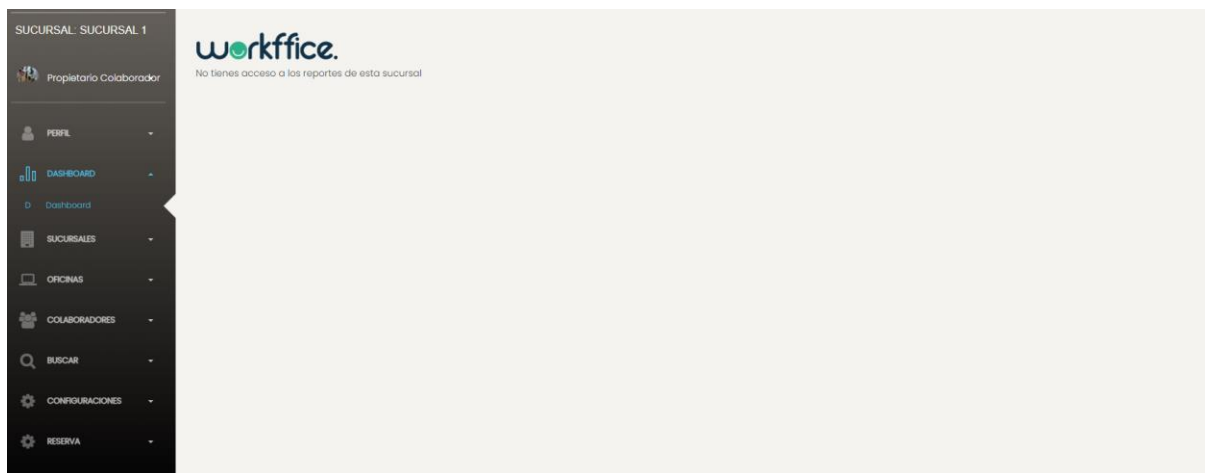 SUCURSAL: SUCURSAL 1
Propietario Colaborador
PERFIL
DASHBOARD
D Dashboard
SUCURSALES
OFICINAS
COLABORADORES
BUSCAR
CONFIGURACIONES
RESERVA
workffice.
No tienes acceso a los reportes de esta sucursal